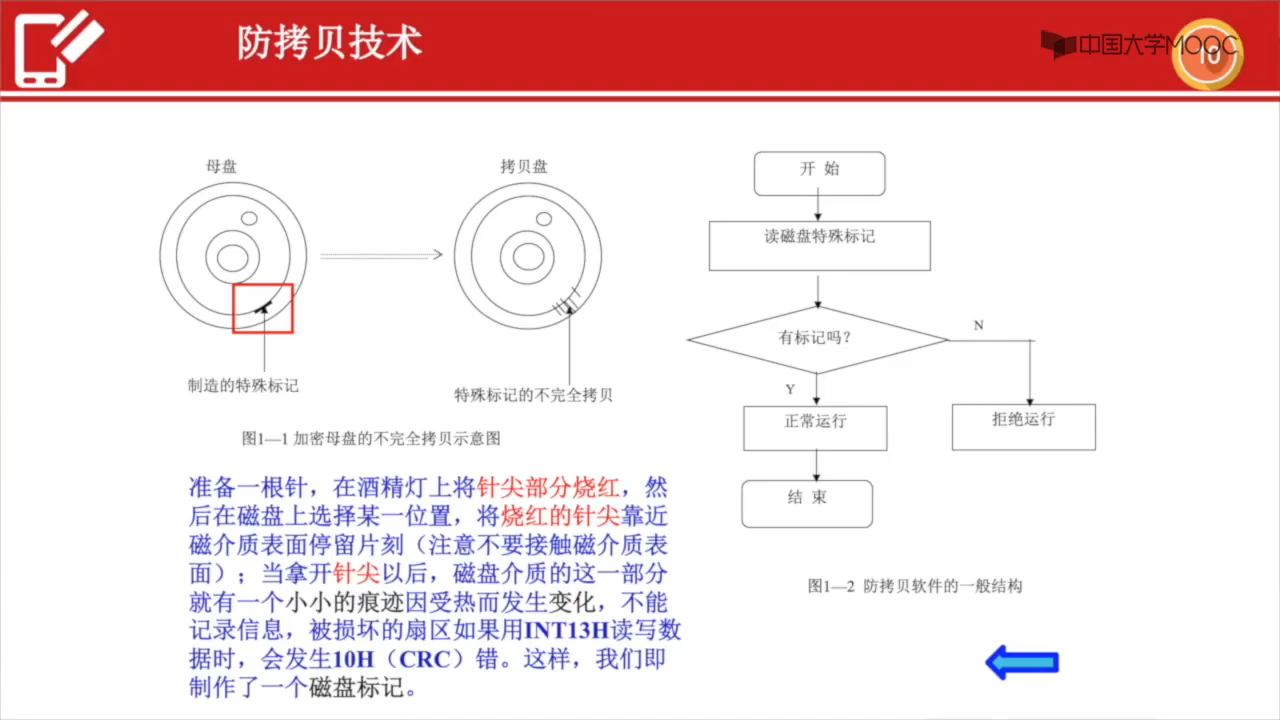 防拷贝技术
中国大学MOOC
10
母盘
拷贝盘
制造的特殊标记
特殊标记的不完全拷贝
图1—1 加密母盘的不完全拷贝示意图
准备一根针，在酒精灯上将针尖部分烧红，然
后在磁盘上选择某一位置，将烧红的针尖靠近
磁介质表面停留片刻（注意不要接触磁介质表
面）；当拿开针尖以后，磁盘介质的这一部分
就有一个小小的痕迹因受热而发生变化，不能
记录信息，被损坏的扇区如果用INT13H读写数
据时，会发生10H（CRC）错。这样，我们即
制作了一个磁盘标记。
开 始
读磁盘特殊标记
有标记吗？
N
Y
正常运行
拒绝运行
结 束
图1—2 防拷贝软件的一般结构